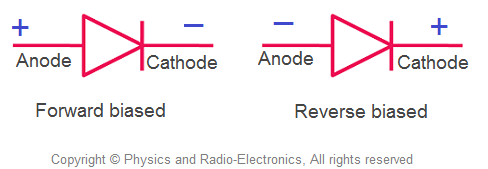 + −
Anode Cathode
Forward biased
− +
Anode Cathode
Reverse biased
Copyright © Physics and Radio-Electronics, All rights reserved